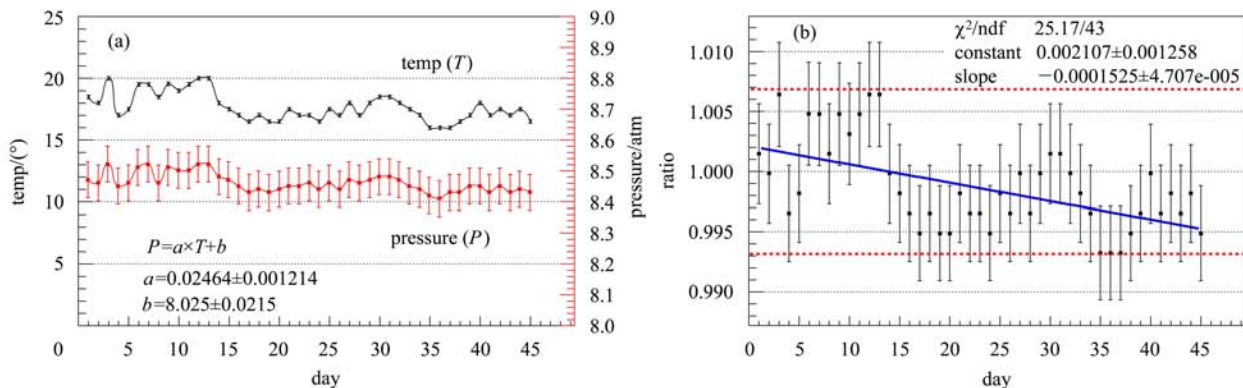 25
20
15
10
5
0
temp/(°)
(a)
temp (T)
pressure (P)
P=a×T+b
a=0.02464±0.001214
b=8.025±0.0215
5 10 15 20 25 30 35 40 45
day
9.0
8.9
8.8
8.7
8.6
8.5
8.4
8.3
8.2
8.1
8.0
pressure/atm
1.010
1.005
1.000
0.995
0.990
ratio
(b)
χ²/ndf 25.17/43
constant 0.002107±0.001258
slope −0.0001525±4.707e-005
0 5 10 15 20 25 30 35 40 45
day